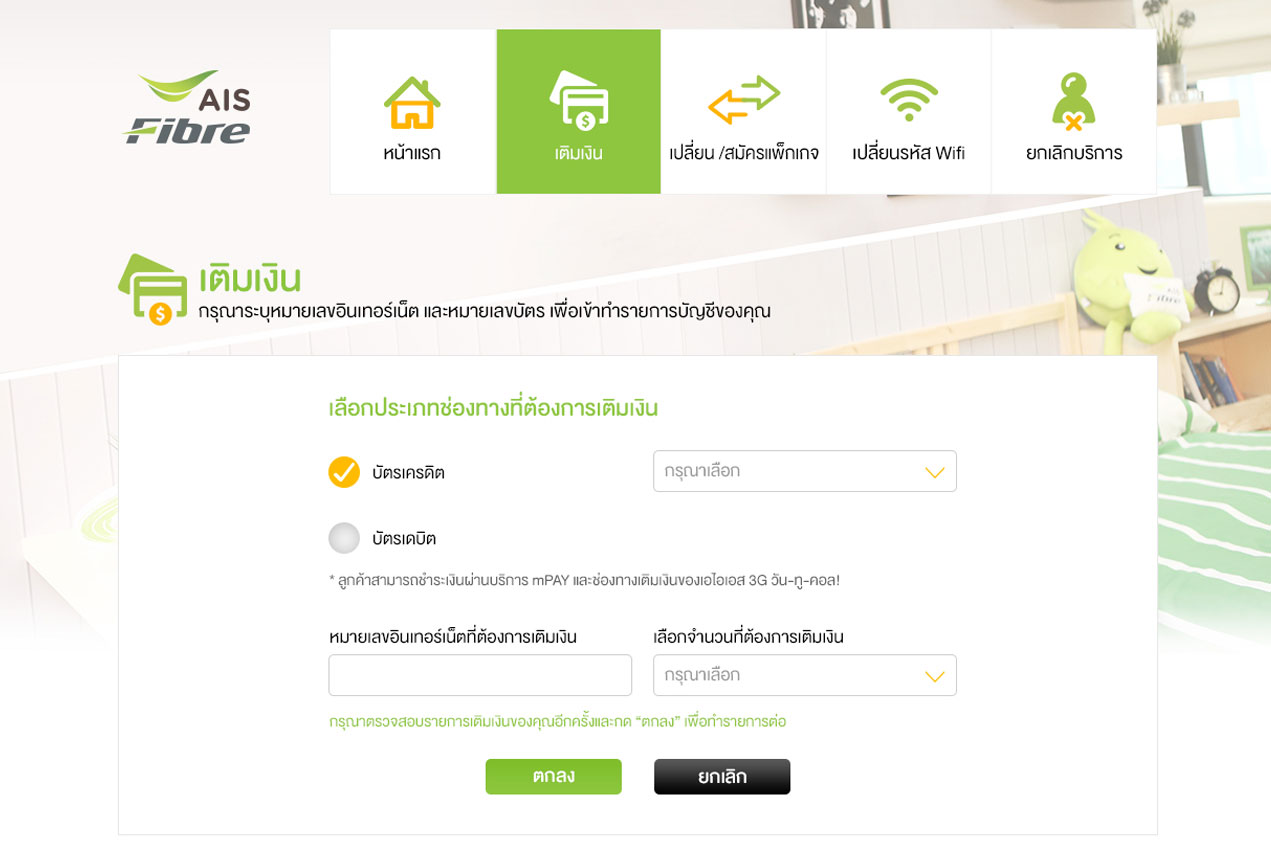 AIS
Fibre
หน้าแรก
เติมเงิน
เปลี่ยน /สมัครแพ็กเกจ
เปลี่ยนรหัส Wifi
ยกเลิกบริการ
เติมเงิน
กรุณาระบุหมายเลขอินเทอร์เน็ต และหมายเลขบัตร เพื่อเข้าทำรายการบัญชีของคุณ
เลือกประเภทช่องทางที่ต้องการเติมเงิน
บัตรเครดิต
กรุณาเลือก
บัตรเดบิต
* ลูกค้าสามารถชำระเงินผ่านบริการ mPAY และช่องทางเติมเงินของเอไอเอส 3G วัน-ทู-คอล!
หมายเลขอินเทอร์เน็ตที่ต้องการเติมเงิน
เลือกจำนวนที่ต้องการเติมเงิน
กรุณาเลือก
กรุณาตรวจสอบรายการเติมเงินของคุณอีกครั้งและกด “ตกลง” เพื่อทำรายการต่อ
ตกลง
ยกเลิก